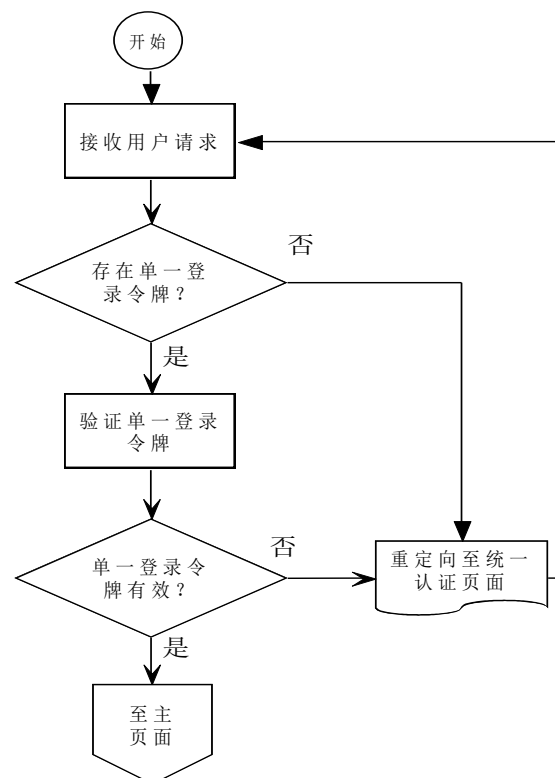 开始
接收用户请求
否
存在单一登
录令牌？
是
验证单一登录
令牌
否
单一登录令
牌有效？
重定向至统一
认证页面
是
至主
页面